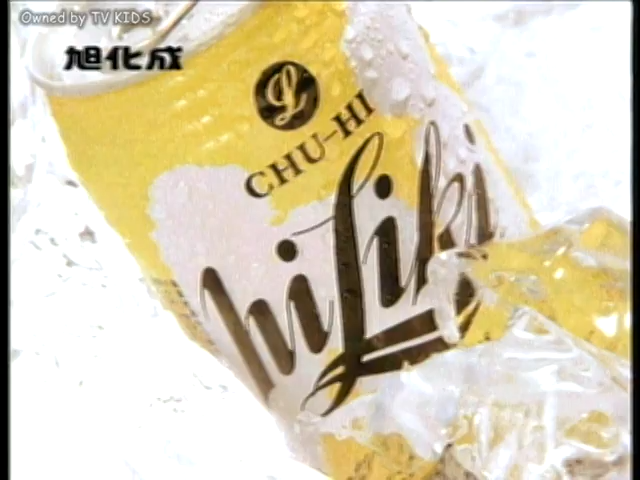 Owned by TV KIDS
旭化成
L
CHU-HI
hiLiki